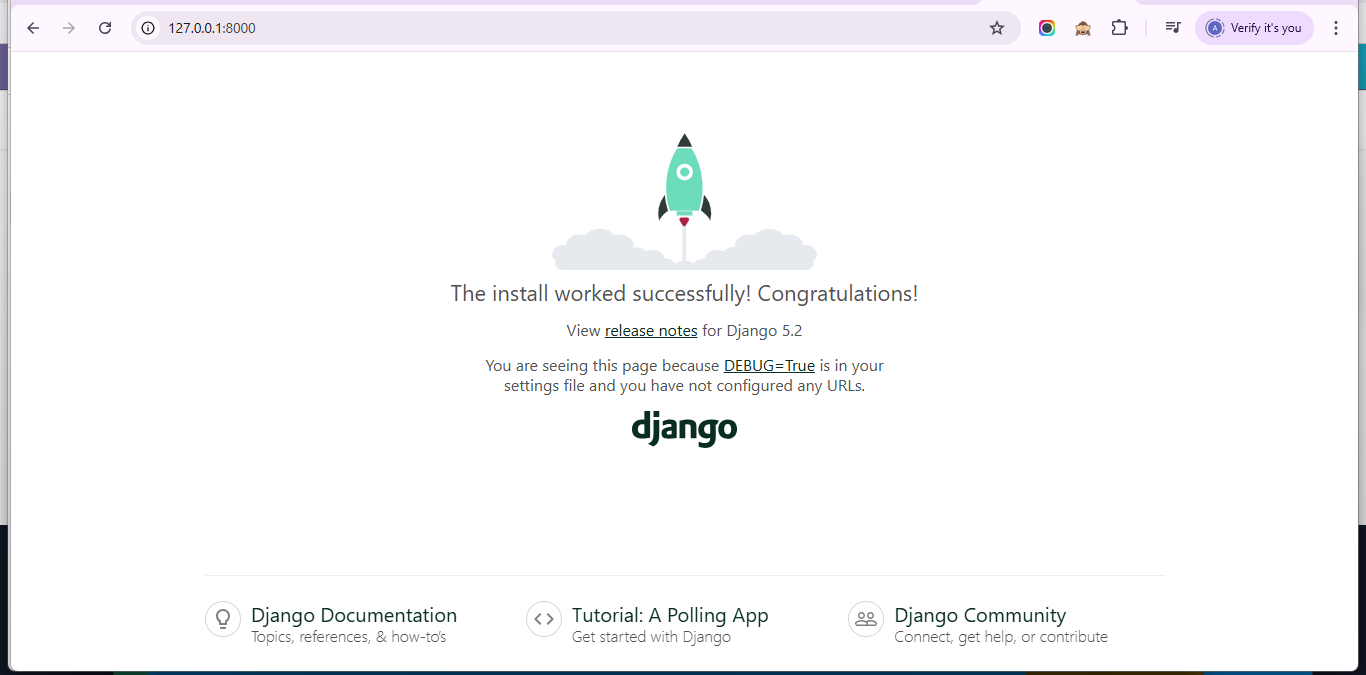 127.0.0.1:8000
A
Verify it's you
The install worked successfully! Congratulations!
View release notes for Django 5.2
You are seeing this page because DEBUG=True is in your
settings file and you have not configured any URLs.
django
Django Documentation
Topics, references, & how-to's
Tutorial: A Polling App
Get started with Django
Django Community
Connect, get help, or contribute